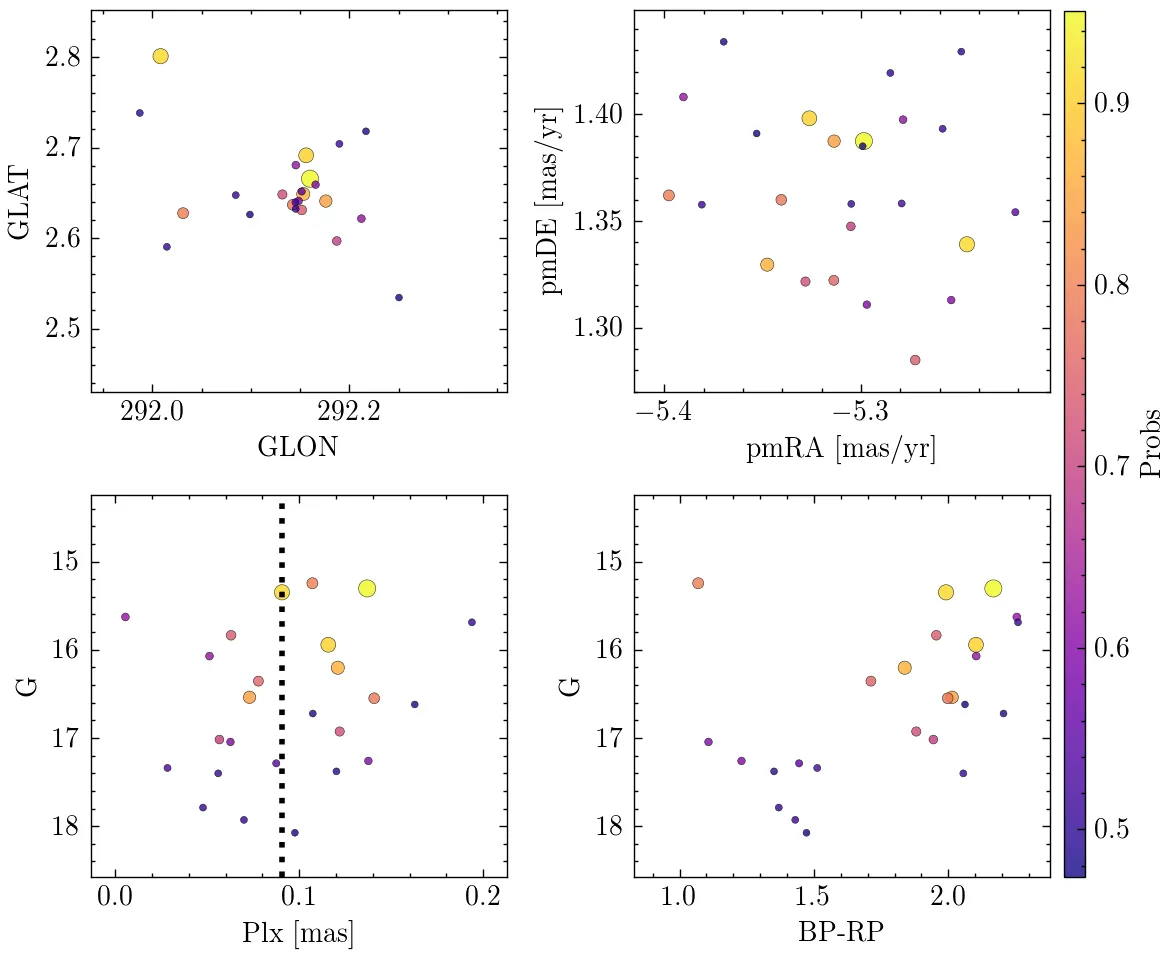 2.8
2.7
2.6
2.5
GLAT
292.0 292.2
GLON
1.40
1.35
1.30
pmDE [mas/yr]
−5.4 −5.3
pmRA [mas/yr]
15
16
17
18
G
0.0 0.1 0.2
Plx [mas]
15
16
17
18
G
1.0 1.5 2.0
BP-RP
0.9
0.8
0.7
0.6
0.5
Probs